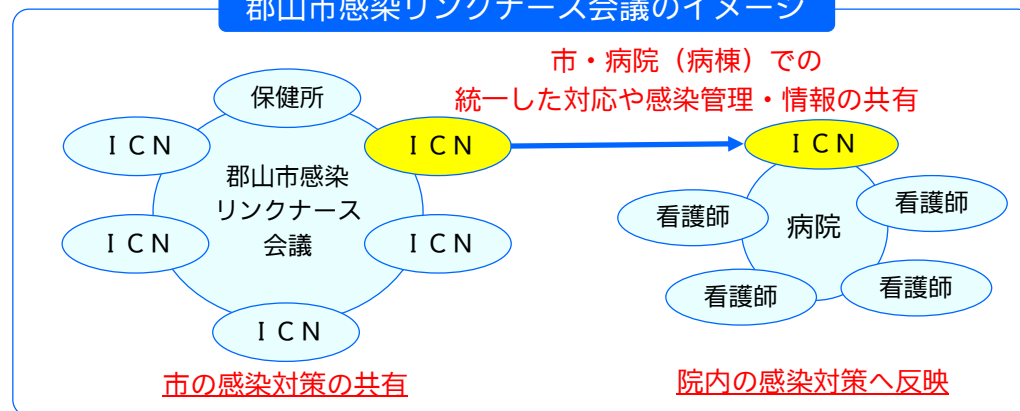 郡山市感染リンクナース会議のイメージ
市・病院（病棟）での
統一した対応や感染管理・情報の共有
保健所
ＩＣＮ
ＩＣＮ
郡山市感染
リンクナース
会議
ＩＣＮ
ＩＣＮ
ＩＣＮ
市の感染対策の共有
ＩＣＮ
看護師
看護師
病院
看護師
看護師
院内の感染対策へ反映